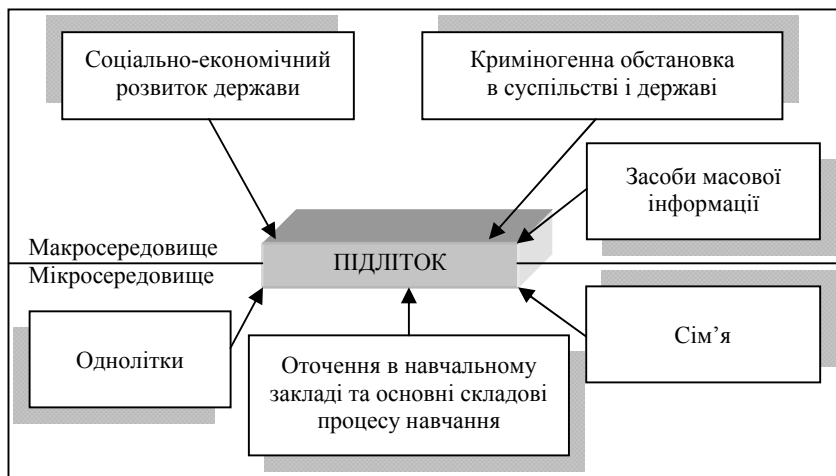 Соціально-економічний
розвиток держави
Криміногенна обстановка
в суспільстві і державі
Засоби масової
інформації
Макросередовище
ПІДЛІТОК
Мікросередовище
Однолітки
Оточення в навчальному
закладі та основні складові
процесу навчання
Сім’я